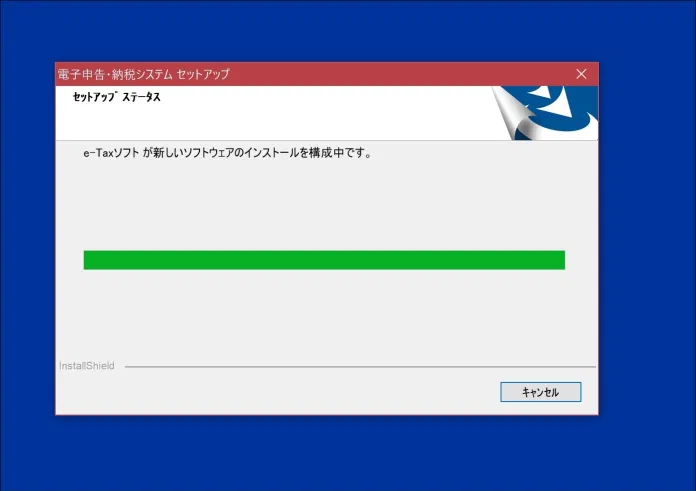 電子申告・納税システム セットアップ
ｾｯﾄｱｯﾌﾟ ｽﾃｰﾀｽ
e-Taxソフト が新しいソフトウェアのインストールを構成中です。
InstallShield
ｷｬﾝｾﾙ